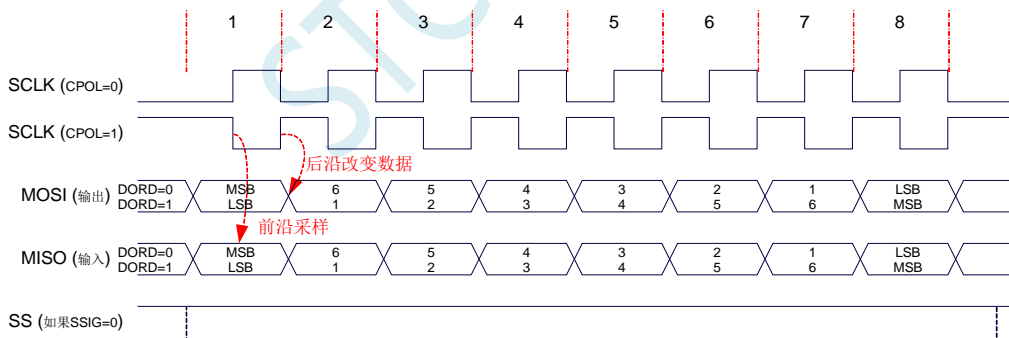 STC
1 2 3 4 5 6 7 8
SCLK (CPOL=0)
SCLK (CPOL=1)
后沿改变数据
MOSI (输出) DORD=0 MSB 6 5 4 3 2 1 LSB
DORD=1 LSB 1 2 3 4 5 6 MSB
前沿采样
MISO (输入) DORD=0 MSB 6 5 4 3 2 1 LSB
DORD=1 LSB 1 2 3 4 5 6 MSB
SS (如果SSIG=0)